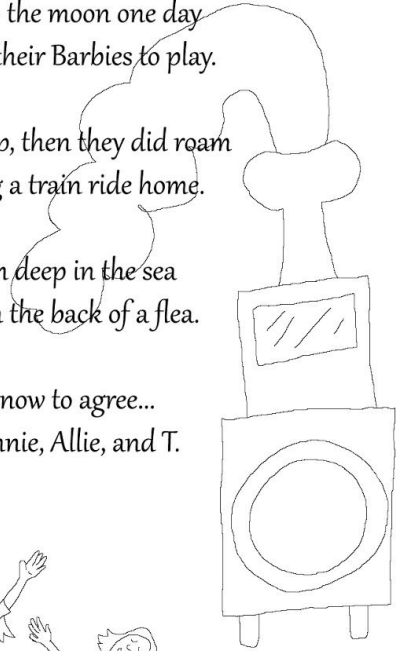 the moon one day
their Barbies to play.
, then they did roam
a train ride home.
deep in the sea
the back of a flea.
now to agree...
nnie, Allie, and T.